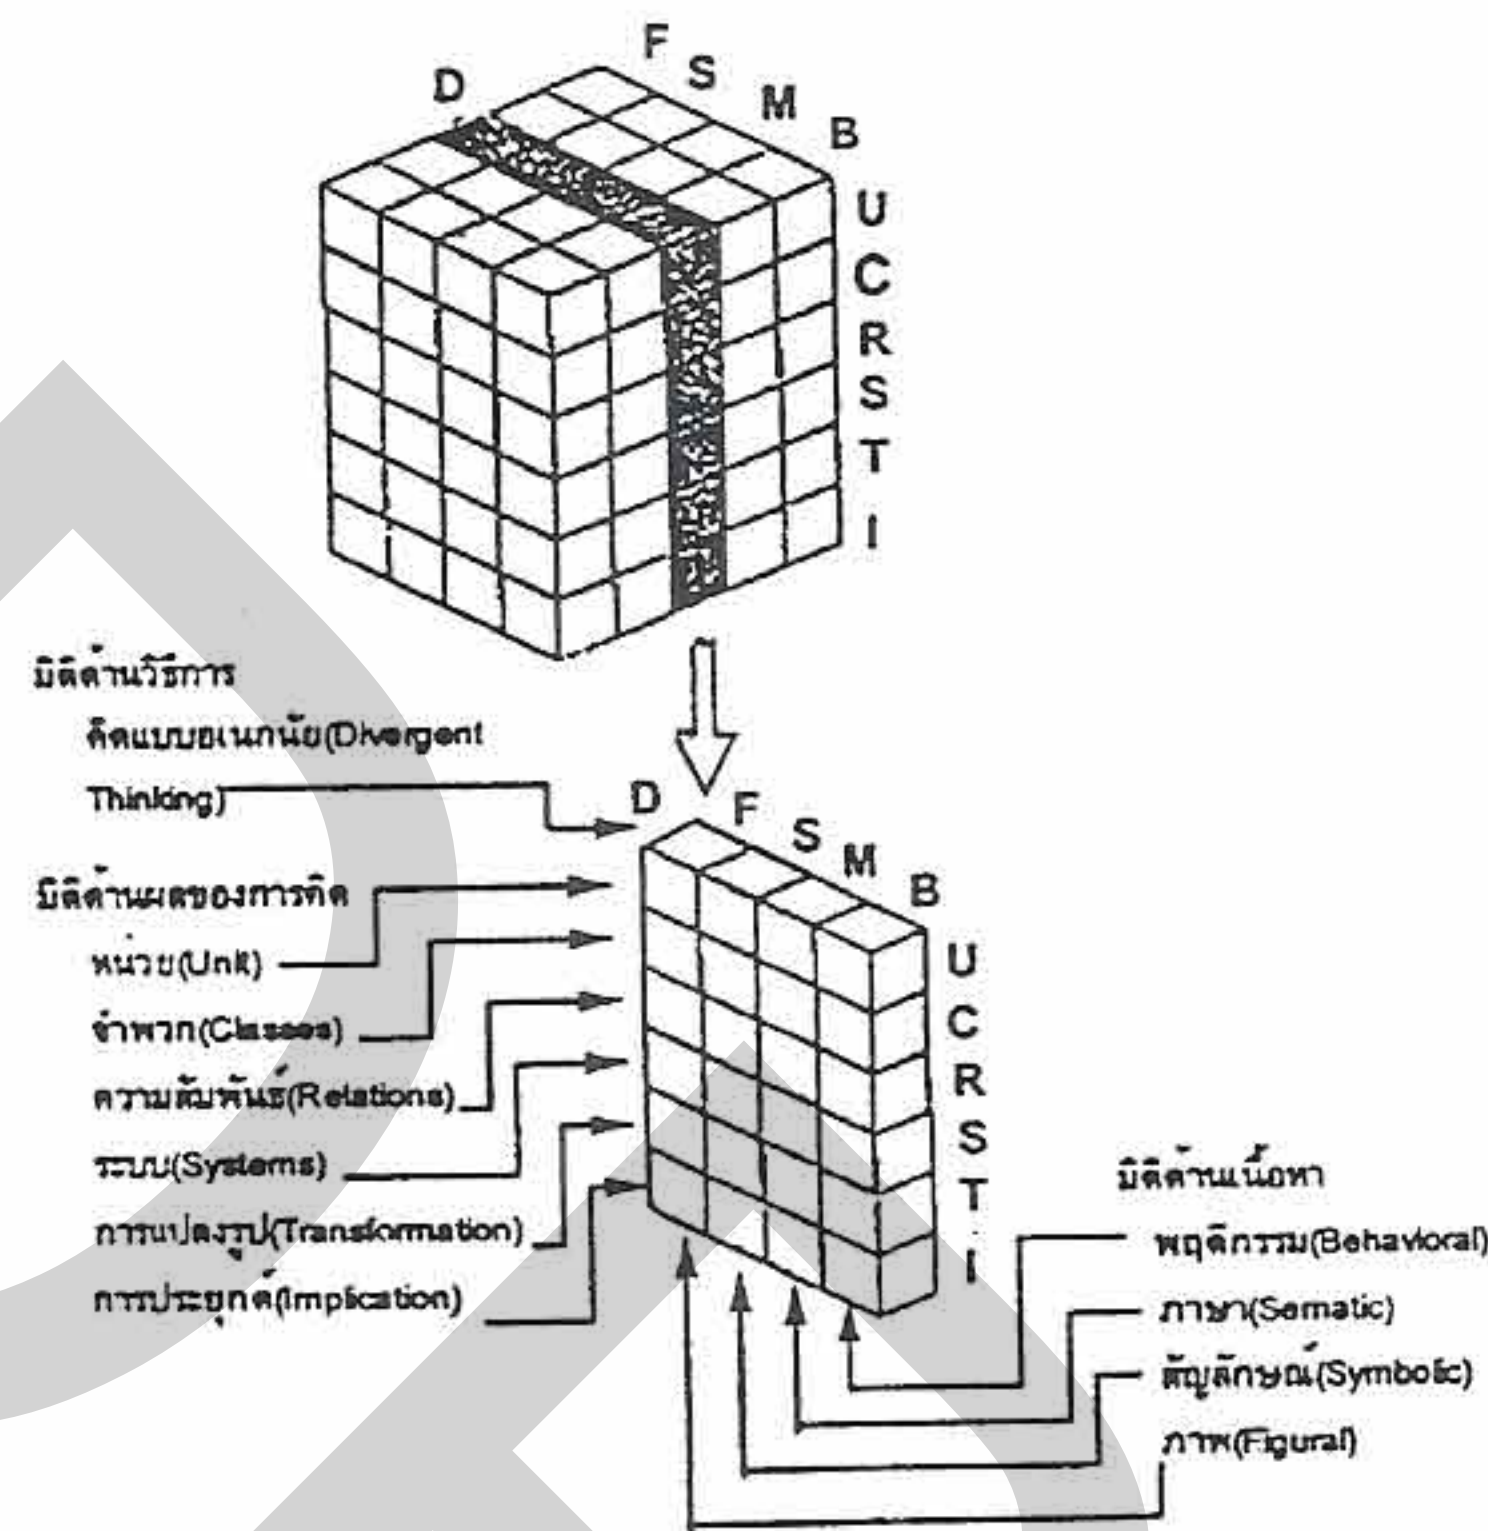 F
S
D
M
B
U
C
R
S
T
I
มิติด้านวิธีการ
คิดแบบอเนกนัย(Divergent
Thinking)
D
F
S
M
B
มิติด้านผลของการคิด
หน่วย(Unit)
จำพวก(Classes)
ความสัมพันธ์(Relations)
ระบบ(Systems)
การแปลงรูป(Transformation)
การประยุกต์(Implication)
U
C
R
S
T
I
มิติด้านเนื้อหา
พฤติกรรม(Behavioral)
ภาษา(Sematic)
สัญลักษณ์(Symbolic)
ภาพ(Figural)